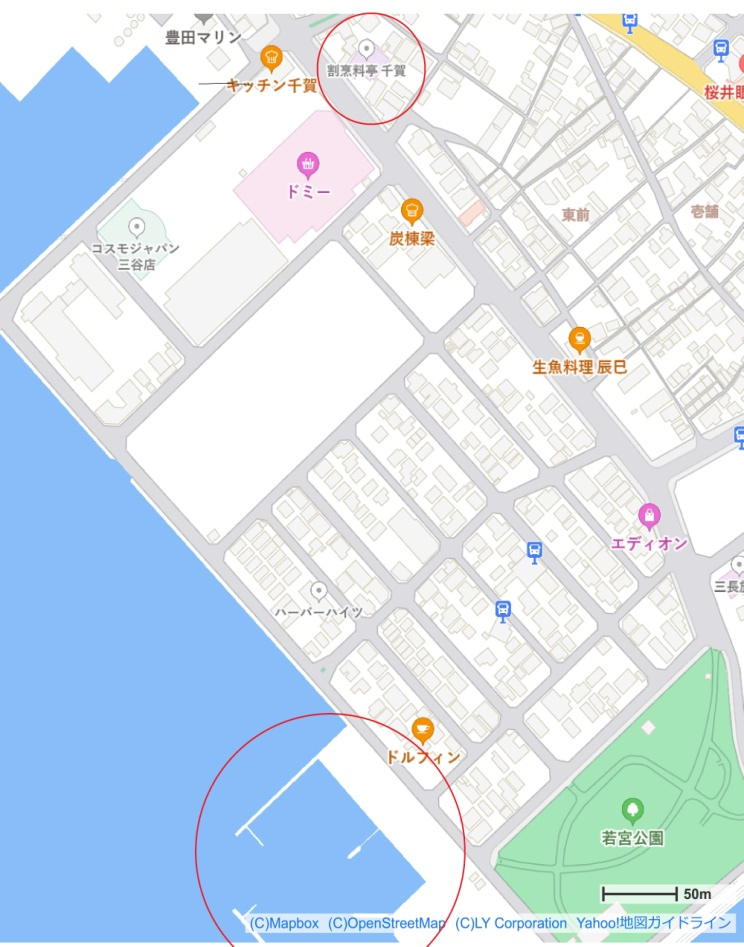 豊田マリン
割烹料亭 千賀
キッチン千賀
桜井眼
ドミー
炭棟梁
東前
壱舗
コスモジャパン
三谷店
生魚料理 辰巳
エディオン
三長
ハーバーハイツ
ドルフィン
若宮公園
50m
(C)Mapbox (C)OpenStreetMap (C)LY Corporation Yahoo!地図ガイドライン